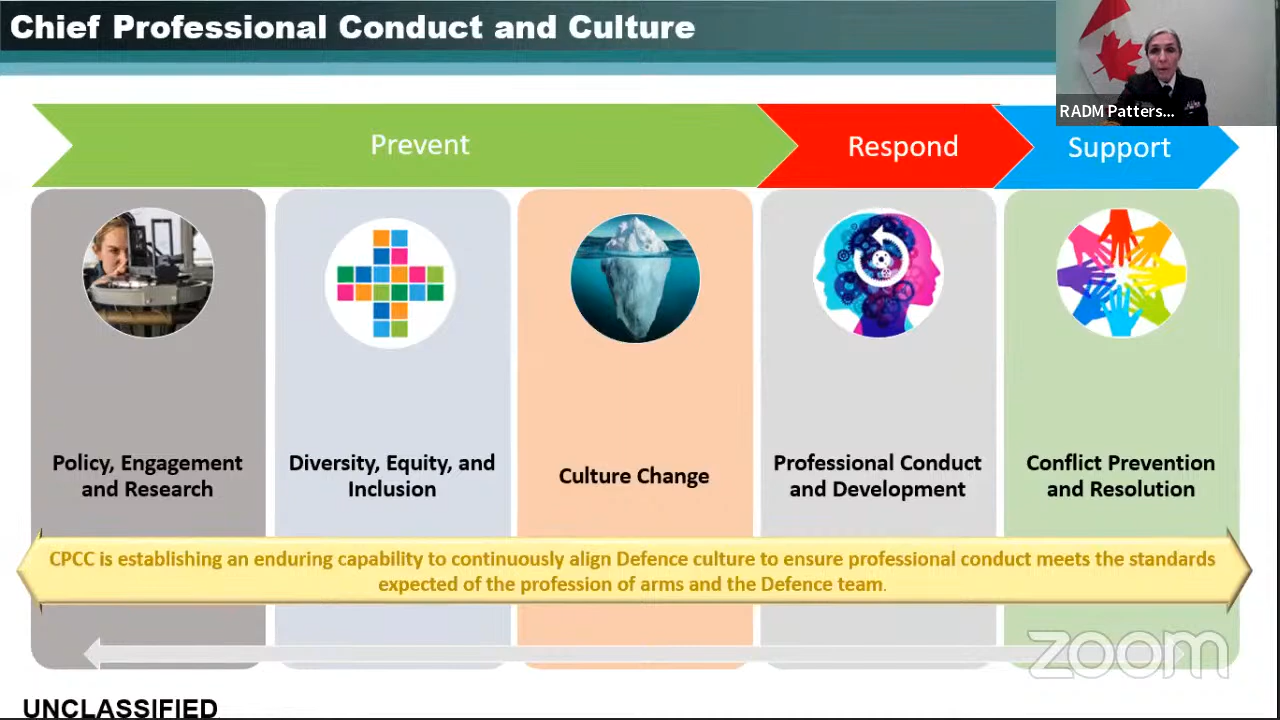 Chief Professional Conduct and Culture
RADM Patters...
Prevent
Respond
Support
Policy, Engagement
and Research
Diversity, Equity, and
Inclusion
Culture Change
Professional Conduct
and Development
Conflict Prevention
and Resolution
CPCC is establishing an enduring capability to continuously align Defence culture to ensure professional conduct meets the standards
expected of the profession of arms and the Defence team.
zoom
UNCLASSIFIED